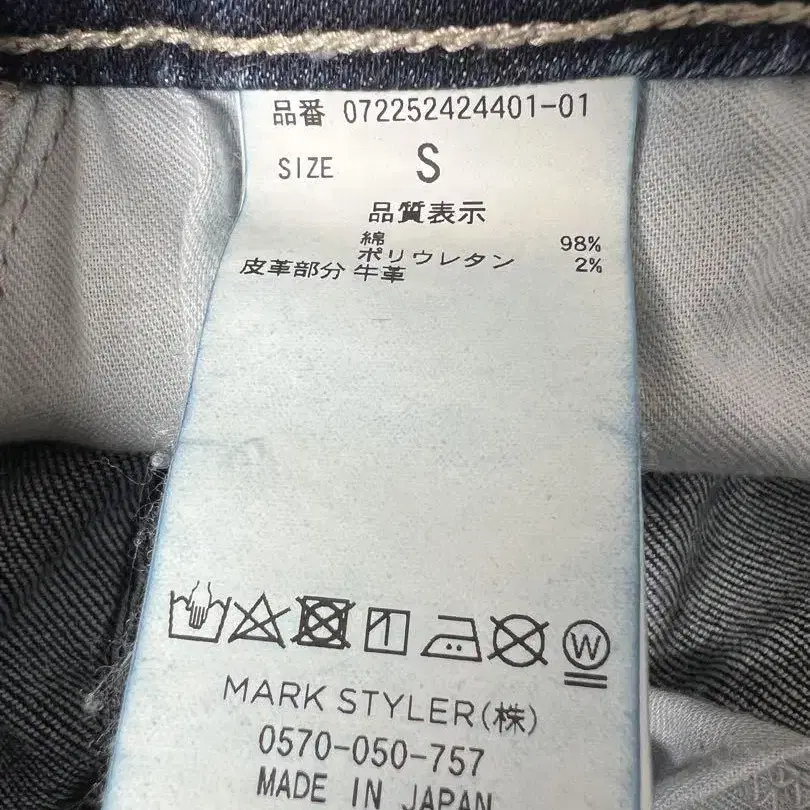 品番 072252424401-01
SIZE S
品質表示
綿 98%
ポリウレタン 2%
皮革部分 牛革
W
MARK STYLER(株)
0570-050-757
MADE IN JAPAN